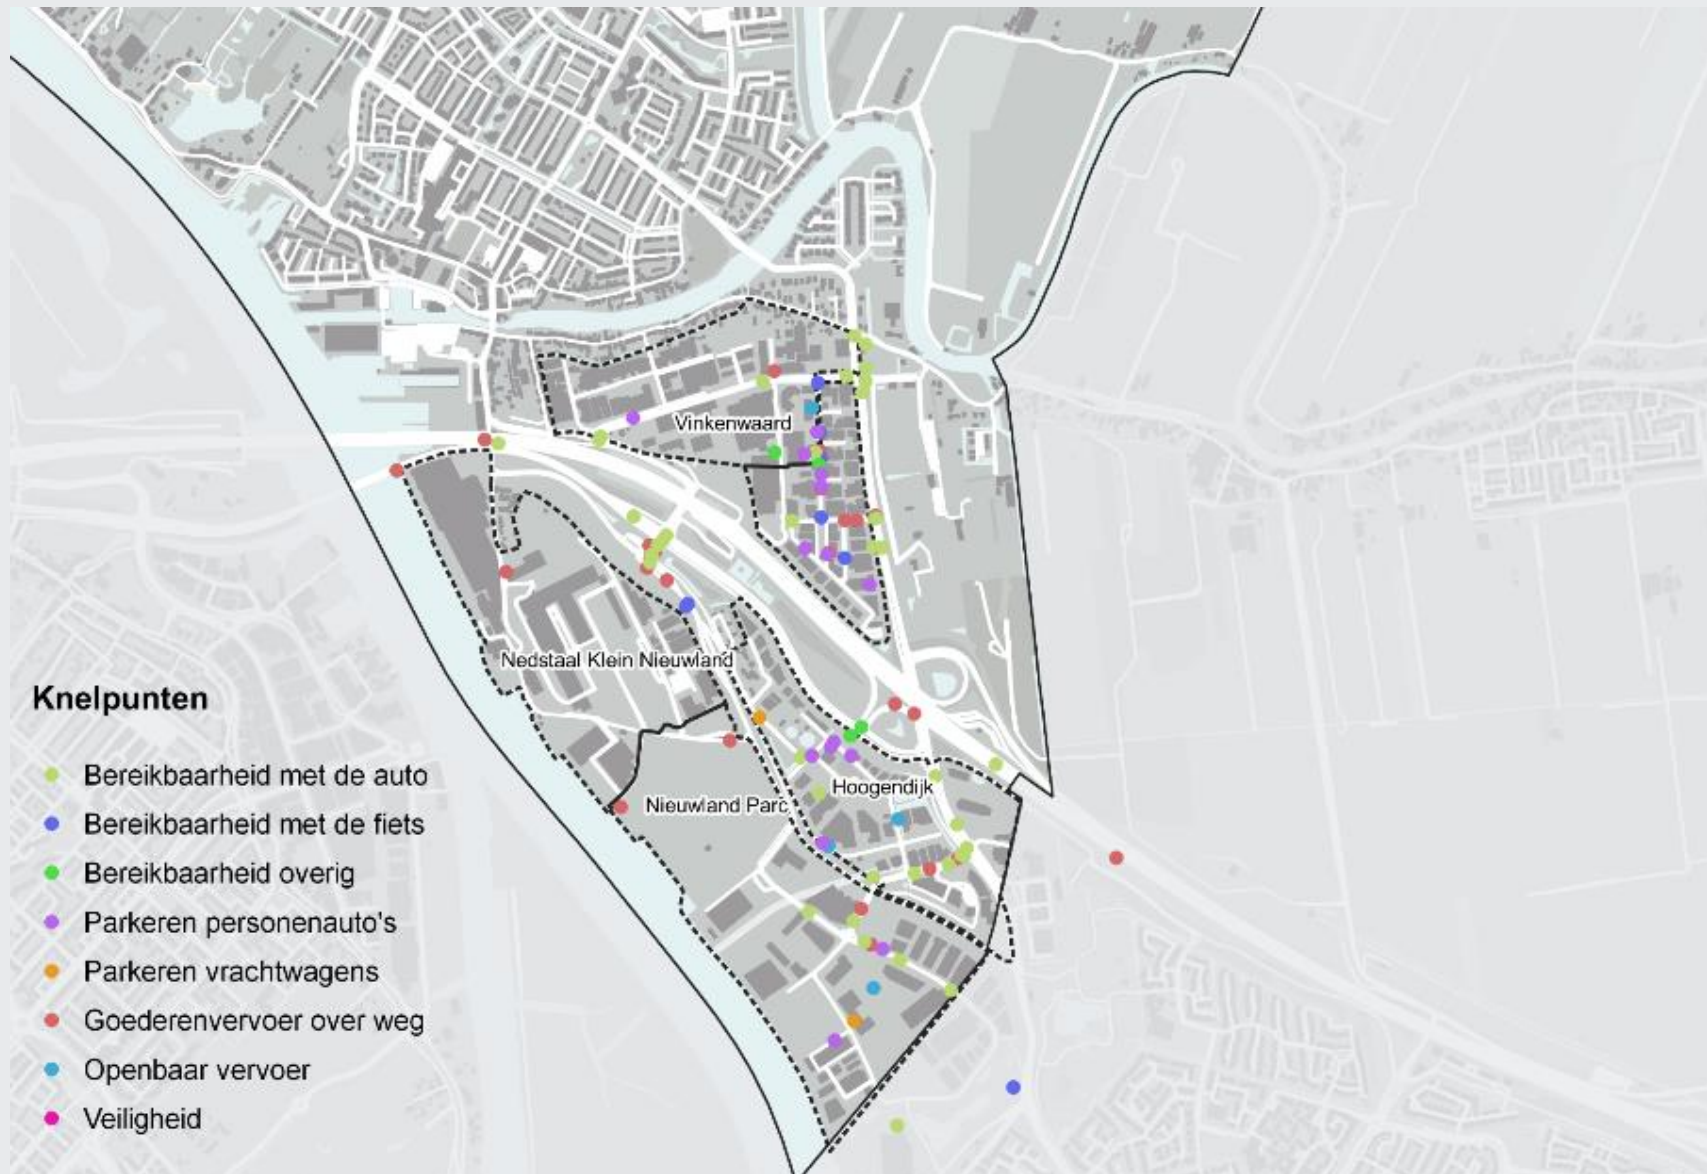 Vinkenwaard
Nedstaal Klein Nieuwland
Hoogendijk
Nieuwland Parc
Knelpunten
Bereikbaarheid met de auto
Bereikbaarheid met de fiets
Bereikbaarheid overig
Parkeren personenauto's
Parkeren vrachtwagens
Goederenvervoer over weg
Openbaar vervoer
Veiligheid